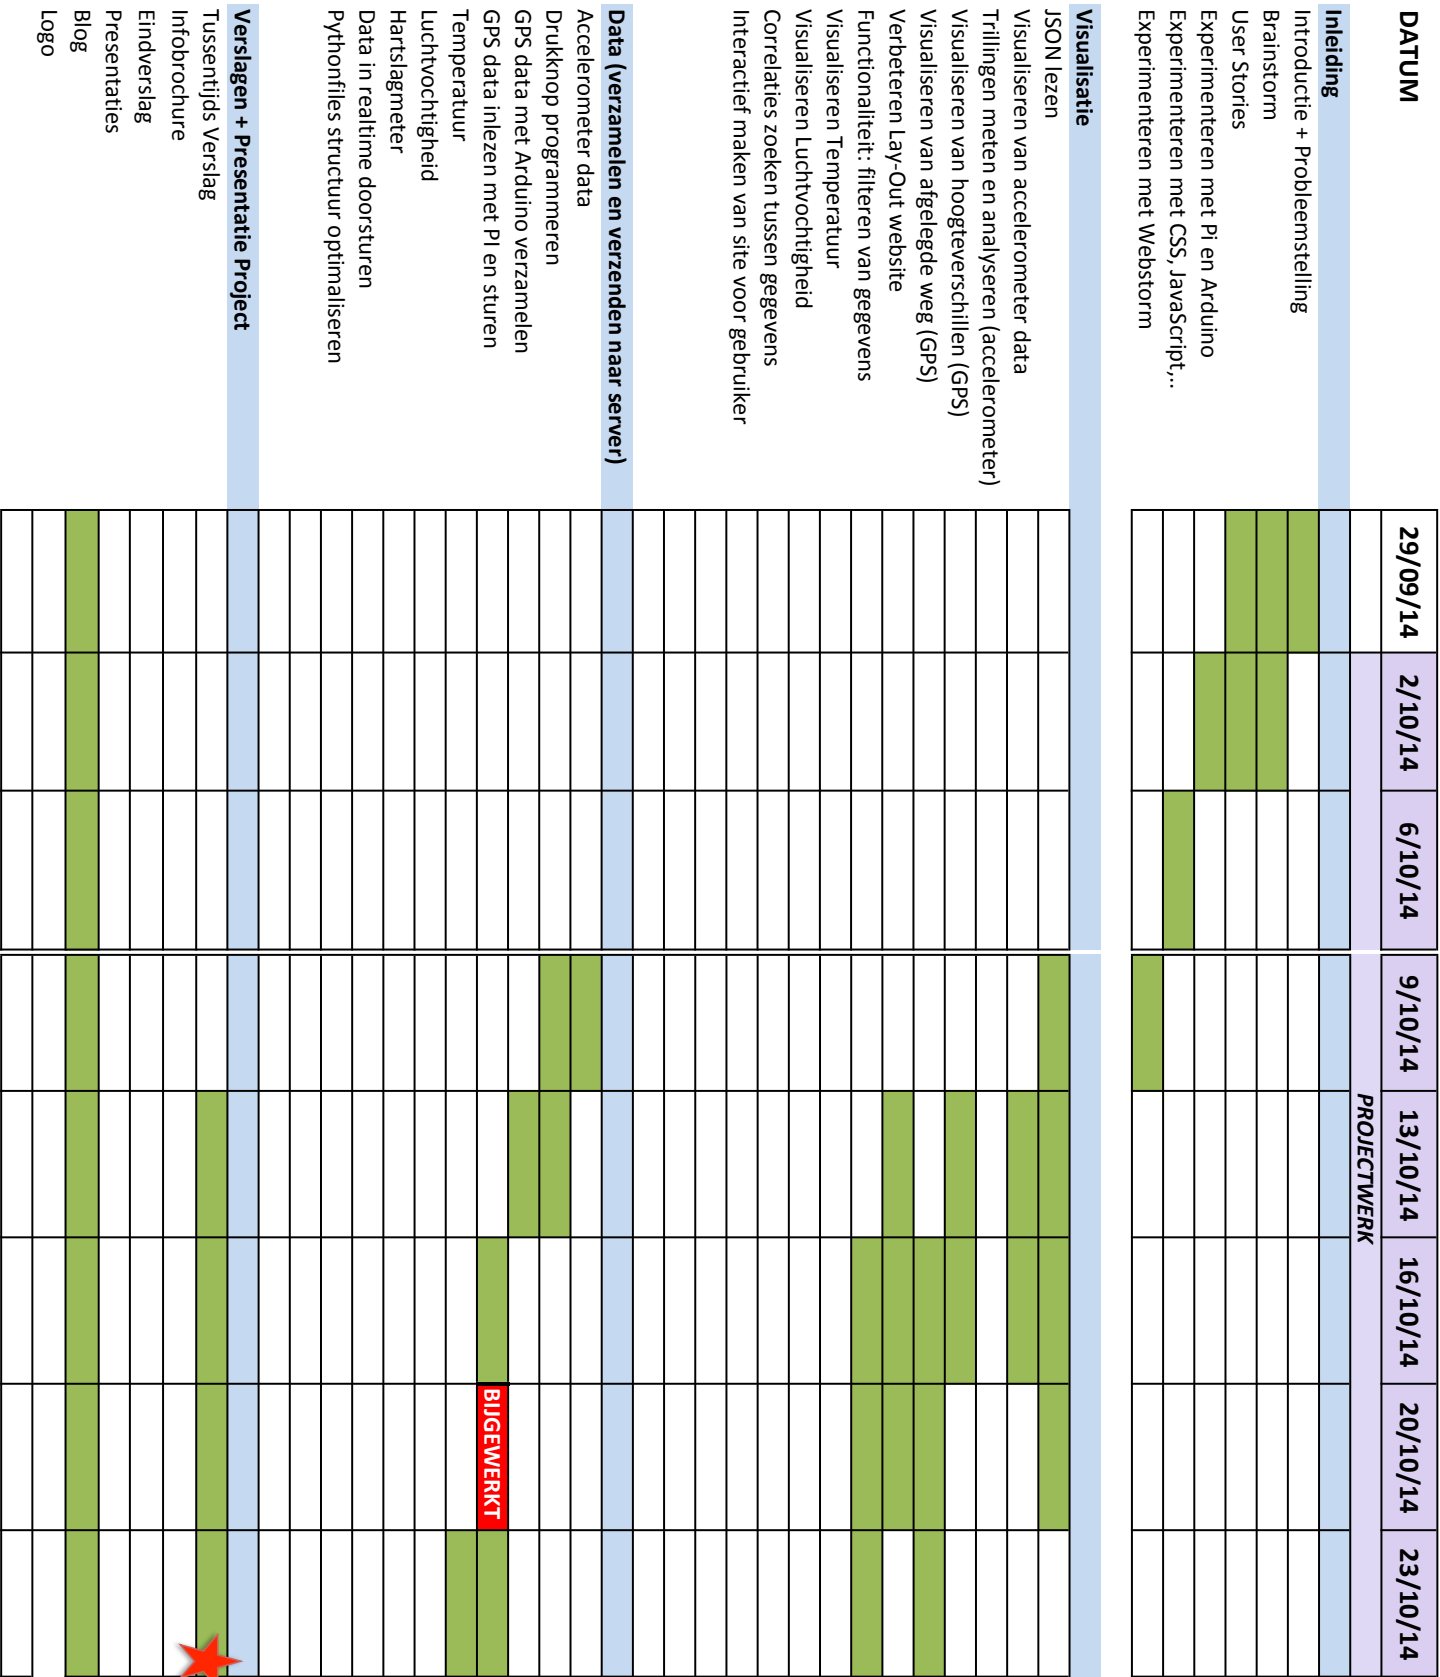 DATUM 29/09/14 2/10/14 6/10/14 9/10/14 13/10/14 16/10/14 20/10/14 23/10/14
PROJECTWERK
Inleiding
Introductie + Probleemstelling
Brainstorm
User Stories
Experimenteren met Pi en Arduino
Experimenteren met CSS, JavaScript,...
Experimenteren met Webstorm
Visualisatie
JSON lezen
Visualiseren van accelerometer data
Trillingen meten en analyseren (accelerometer)
Visualiseren van hoogteverschillen (GPS)
Visualiseren van afgelegde weg (GPS)
Verbeteren Lay-Out website
Functionaliteit: filteren van gegevens
Visualiseren Temperatuur
Visualiseren Luchtvochtigheid
Correlaties zoeken tussen gegevens
Interactief maken van site voor gebruiker
Data (verzamelen en verzenden naar server)
Accelerometer data
Drukknop programmeren
GPS data met Arduino verzamelen
GPS data inlezen met PI en sturen BIJGEWERKT
Temperatuur
Luchtvochtigheid
Hartslagmeter
Data in realtime doorsturen
Pythonfiles structuur optimaliseren
Verslagen + Presentatie Project
Tussentijds Verslag
Infobrochure
Eindverslag
Presentaties
Blog
Logo